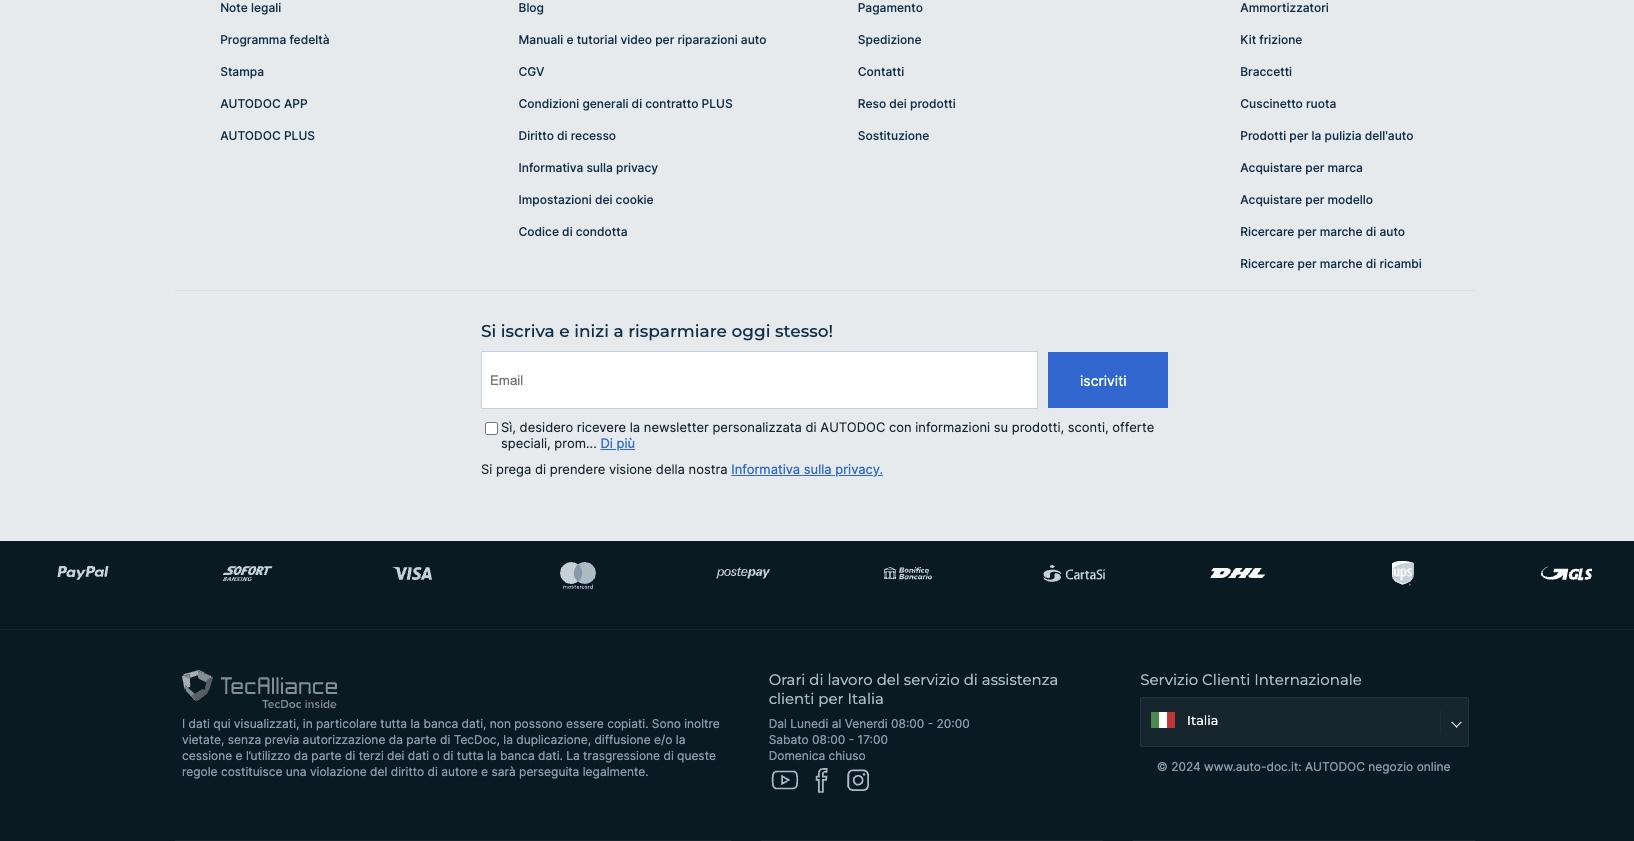 Note legali
Programma fedeltà
Stampa
AUTODOC APP
AUTODOC PLUS
Blog
Manuali e tutorial video per riparazioni auto
CGV
Condizioni generali di contratto PLUS
Diritto di recesso
Informativa sulla privacy
Impostazioni dei cookie
Codice di condotta
Pagamento
Spedizione
Contatti
Reso dei prodotti
Sostituzione
Ammortizzatori
Kit frizione
Braccetti
Cuscinetto ruota
Prodotti per la pulizia dell'auto
Acquistare per marca
Acquistare per modello
Ricercare per marche di auto
Ricercare per marche di ricambi
Si iscriva e inizi a risparmiare oggi stesso!
Email
iscriviti
Sì, desidero ricevere la newsletter personalizzata di AUTODOC con informazioni su prodotti, sconti, offerte
speciali, prom... Di più
Si prega di prendere visione della nostra Informativa sulla privacy.
PayPal
SOFORT
BANKING
VISA
mastercard
postepay
Bonifico
Bancario
CartaSi
DHL
ups
GLS
TecAlliance
TecDoc inside
I dati qui visualizzati, in particolare tutta la banca dati, non possono essere copiati. Sono inoltre
vietate, senza previa autorizzazione da parte di TecDoc, la duplicazione, diffusione e/o la
cessione e l'utilizzo da parte di terzi dei dati o di tutta la banca dati. La trasgressione di queste
regole costituisce una violazione del diritto di autore e sarà perseguita legalmente.
Orari di lavoro del servizio di assistenza
clienti per Italia
Dal Lunedi al Venerdi 08:00 - 20:00
Sabato 08:00 - 17:00
Domenica chiuso
Servizio Clienti Internazionale
Italia
© 2024 www.auto-doc.it: AUTODOC negozio online